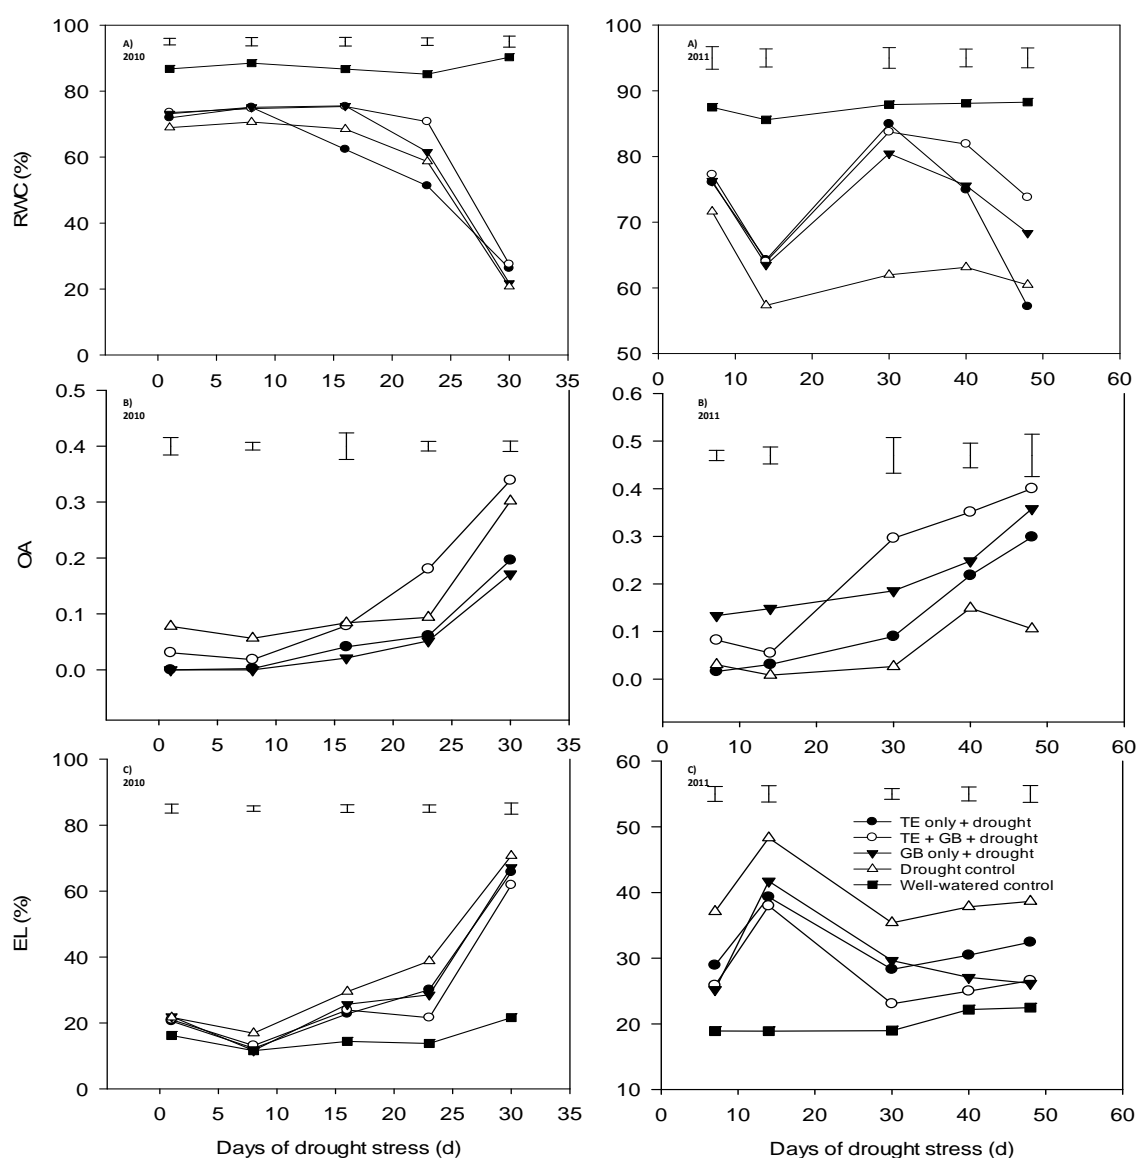 100
80
60
40
20
0
RWC (%)
A)
2010
0 5 10 15 20 25 30 35
100
90
80
70
60
50
A)
2011
0 10 20 30 40 50 60
0.5
0.4
0.3
0.2
0.1
0.0
OA
B)
2010
0 5 10 15 20 25 30 35
0.6
0.5
0.4
0.3
0.2
0.1
0.0
B)
2011
0 10 20 30 40 50 60
100
80
60
40
20
0
EL (%)
C)
2010
0 5 10 15 20 25 30 35
Days of drought stress (d)
60
50
40
30
20
10
C)
2011
TE only + drought
TE + GB + drought
GB only + drought
Drought control
Well-watered control
0 10 20 30 40 50 60
Days of drought stress (d)